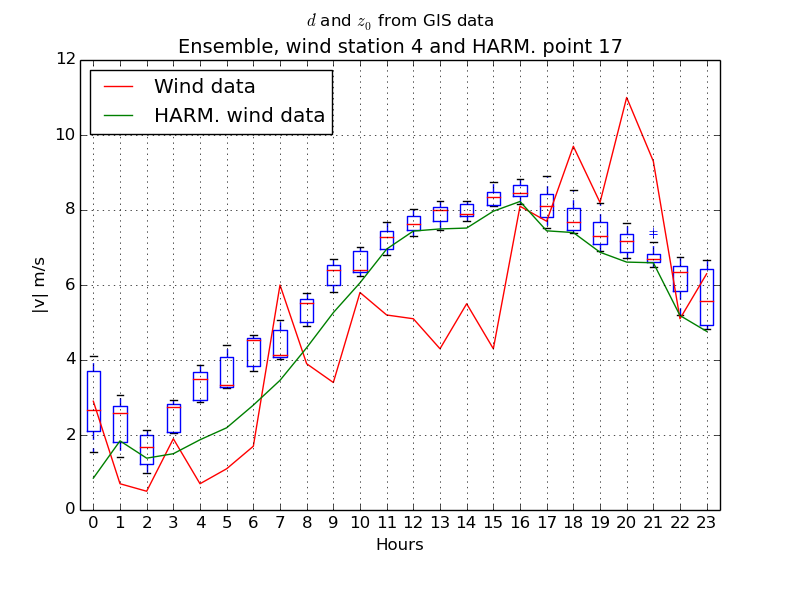 d and z₀ from GIS data
Ensemble, wind station 4 and HARM. point 17
Wind data
HARM. wind data
12
10
8
6
4
2
0
|v| m/s
0 1 2 3 4 5 6 7 8 9 10 11 12 13 14 15 16 17 18 19 20 21 22 23
Hours